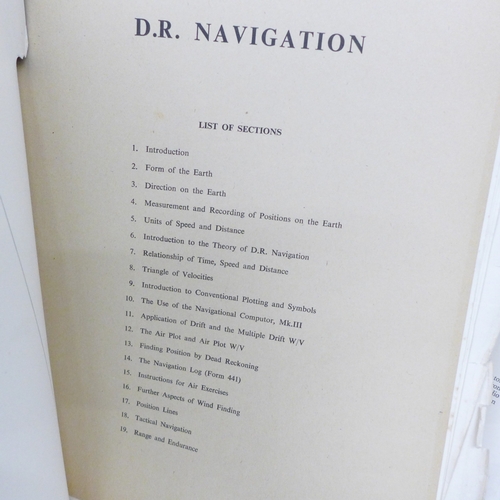 D.R. NAVIGATION
LIST OF SECTIONS
1. Introduction
2. Form of the Earth
3. Direction on the Earth
4. Measurement and Recording of Positions on the Earth
5. Units of Speed and Distance
6. Introduction to the Theory of D.R. Navigation
7. Relationship of Time, Speed and Distance
8. Triangle of Velocities
9. Introduction to Conventional Plotting and Symbols
10. The Use of the Navigational Computor, Mk.III
11. Application of Drift and the Multiple Drift W/V
12. The Air Plot and Air Plot W/V
13. Finding Position by Dead Reckoning
14. The Navigation Log (Form 441)
15. Instructions for Air Exercises
16. Further Aspects of Wind Finding
17. Position Lines
18. Tactical Navigation
19. Range and Endurance